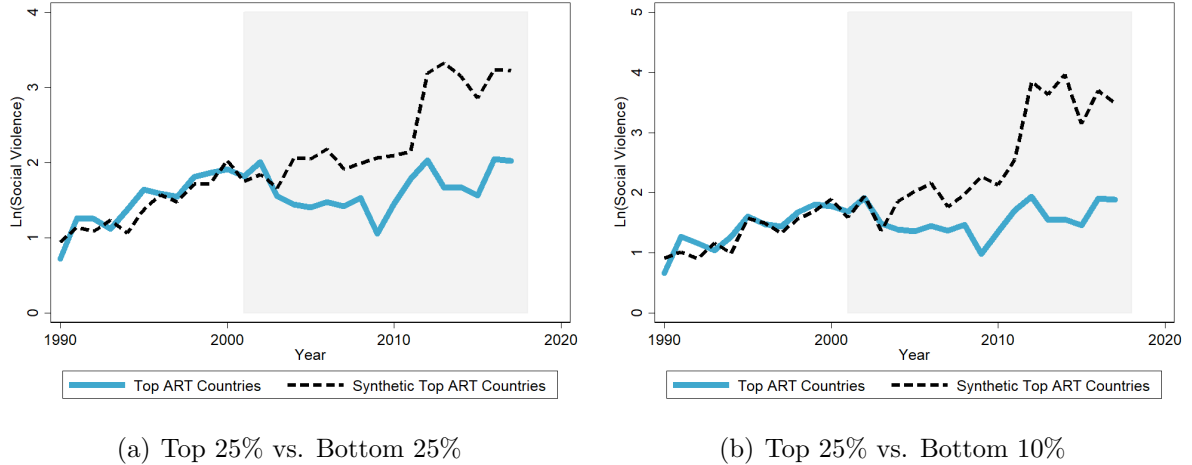 4
3
2
1
0
Ln(Social Violence)
1990
2000
2010
2020
Year
Top ART Countries
Synthetic Top ART Countries
(a) Top 25% vs. Bottom 25%
5
4
3
2
1
0
Ln(Social Violence)
1990
2000
2010
2020
Year
Top ART Countries
Synthetic Top ART Countries
(b) Top 25% vs. Bottom 10%